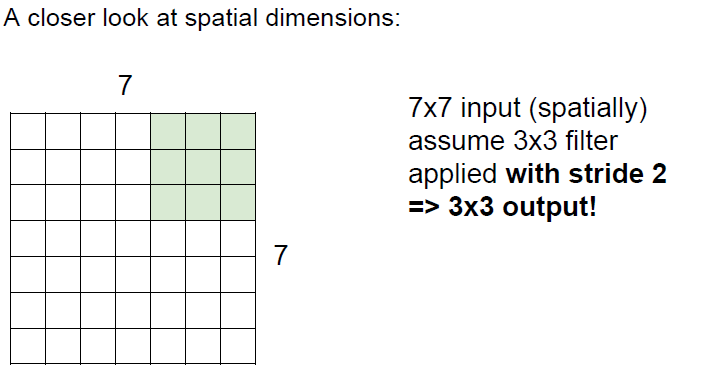 A closer look at spatial dimensions:
7
7x7 input (spatially)
assume 3x3 filter
applied with stride 2
=> 3x3 output!
7